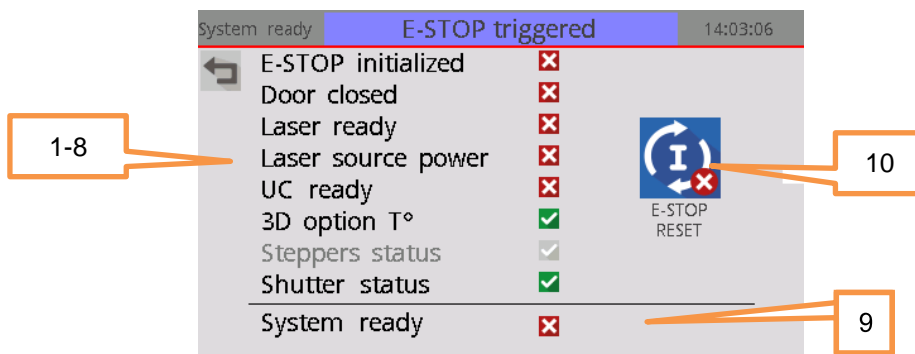 System ready E-STOP triggered 14:03:06
E-STOP initialized
Door closed
Laser ready
1-8
Laser source power
10
UC ready
3D option T°
E-STOP
RESET
Steppers status
Shutter status
System ready
9